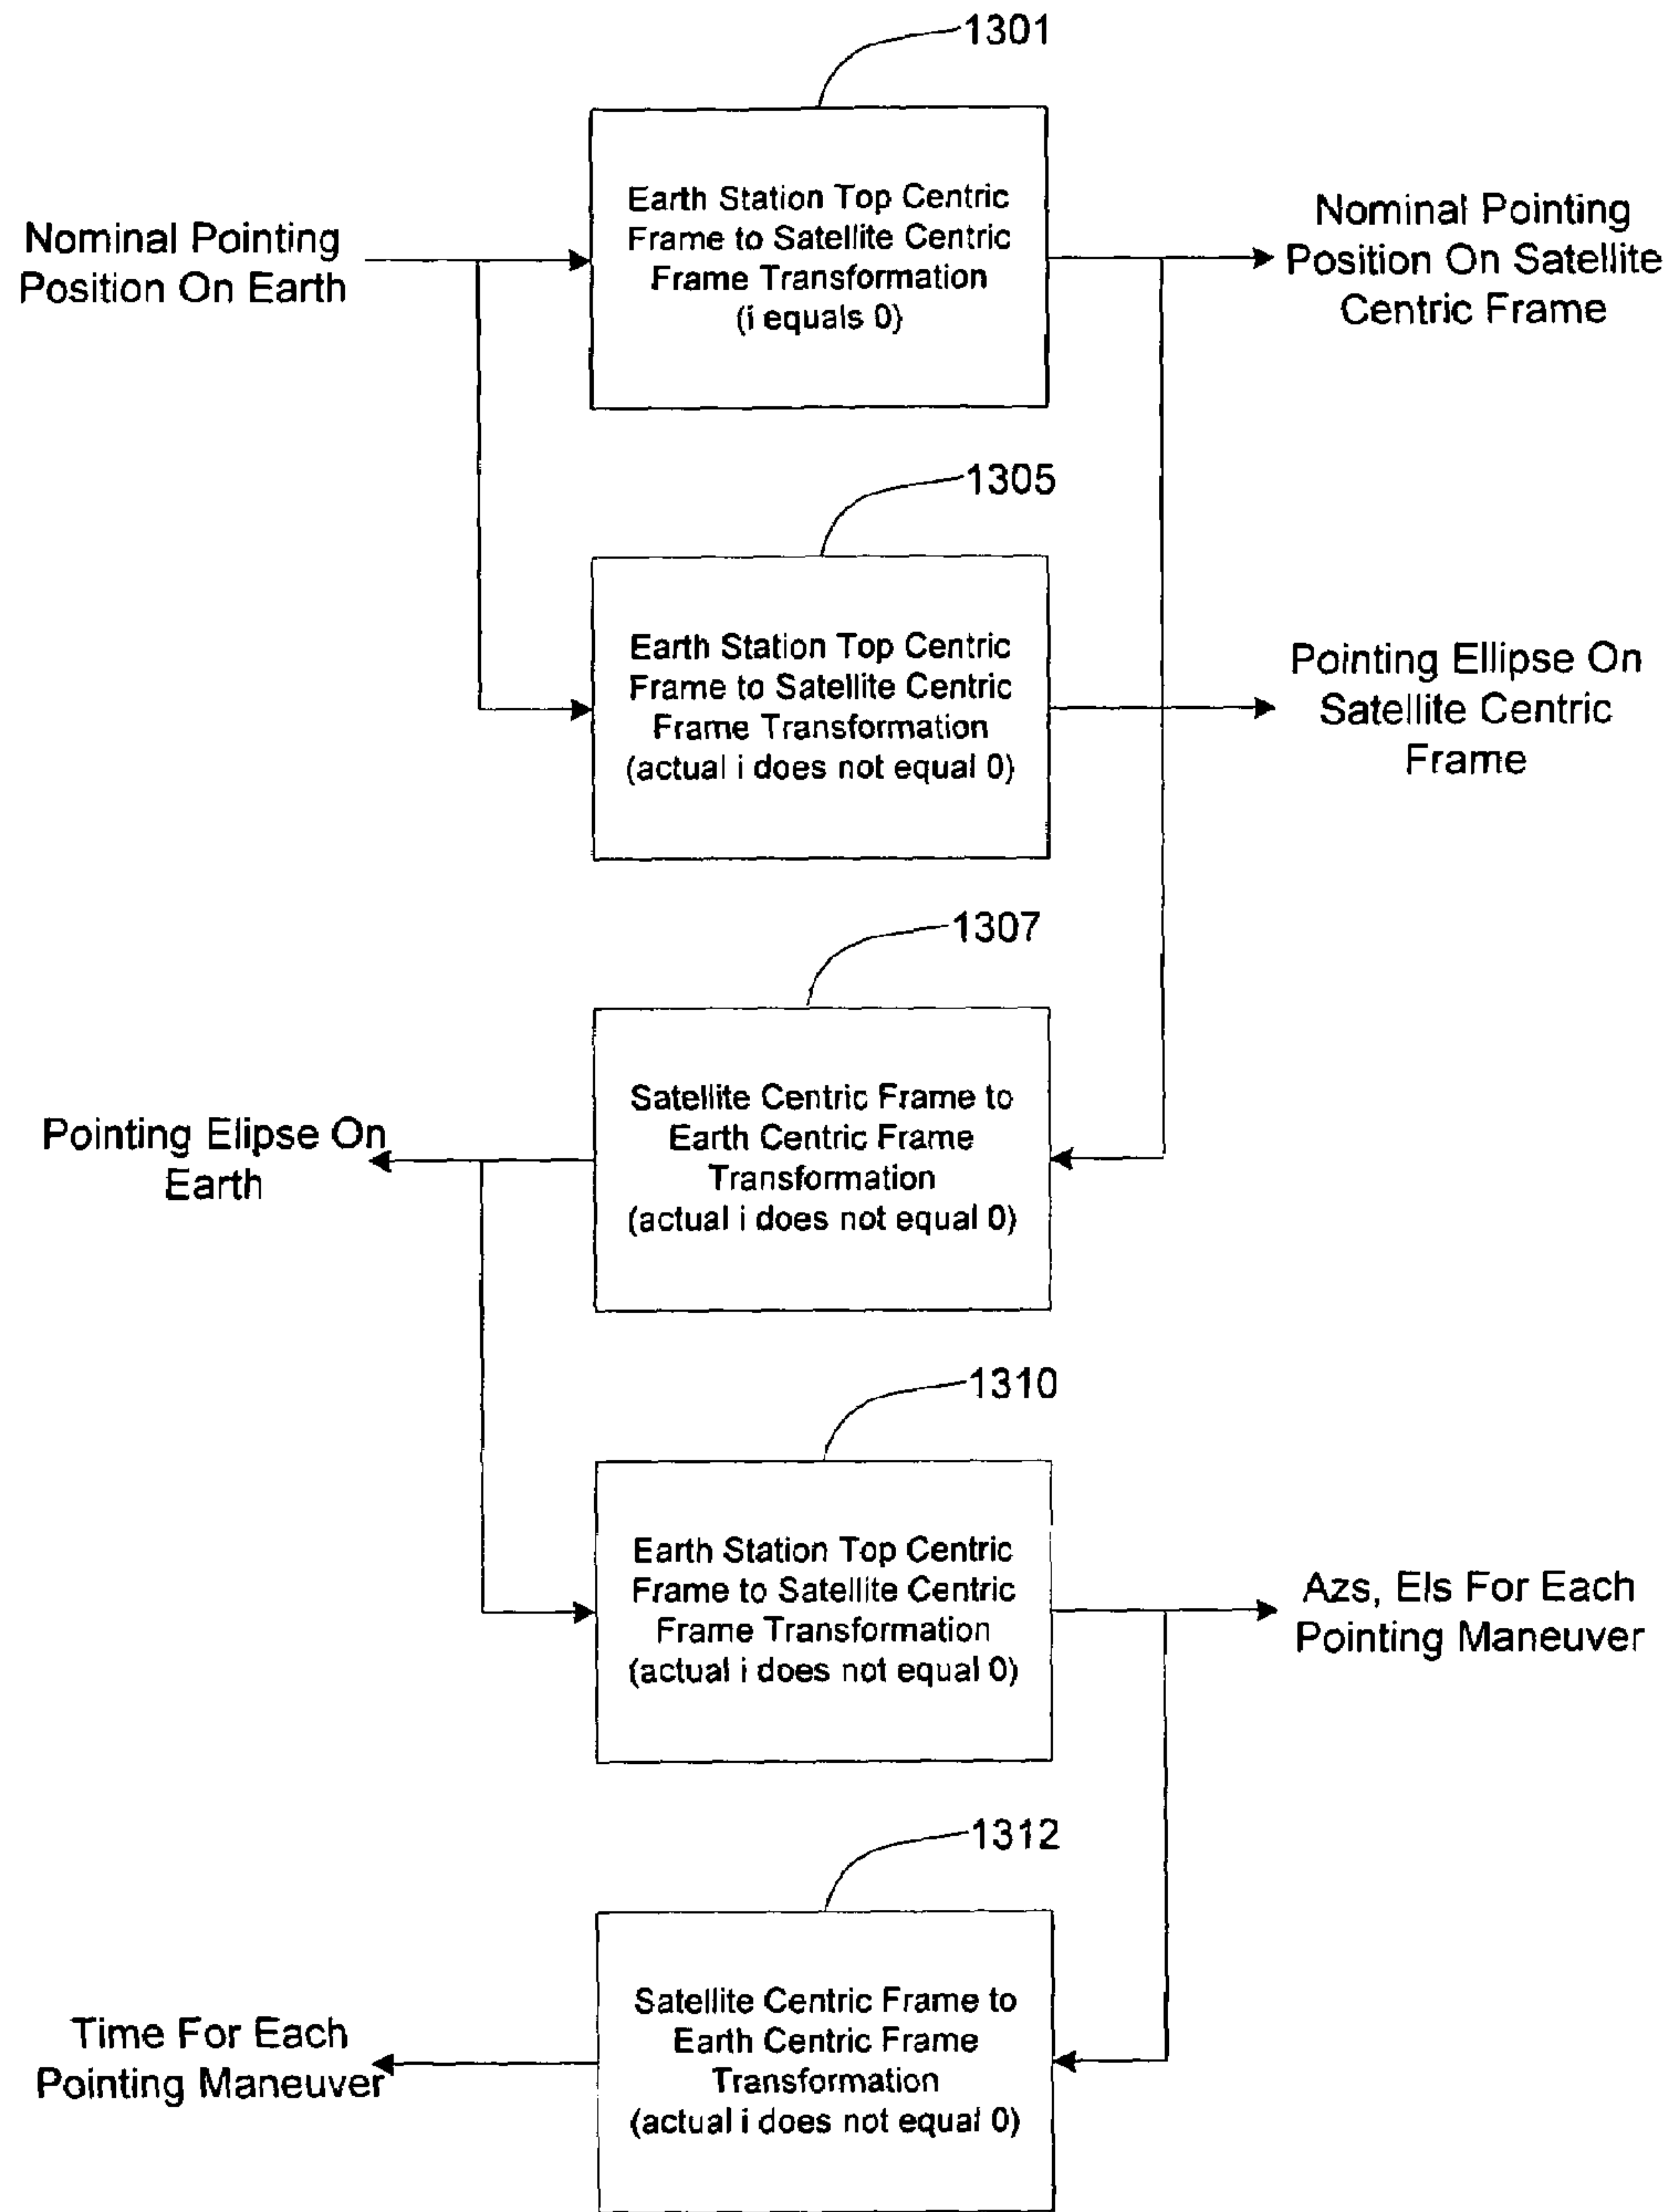 1301
Earth Station Top Centric
Frame to Satellite Centric
Frame Transformation
(i equals 0)
Nominal Pointing
Position On Earth
Nominal Pointing
Position On Satellite
Centric Frame
1305
Earth Station Top Centric
Frame to Satellite Centric
Frame Transformation
(actual i does not equal 0)
Pointing Ellipse On
Satellite Centric
Frame
1307
Satellite Centric Frame to
Earth Centric Frame
Transformation
(actual i does not equal 0)
Pointing Elipse On
Earth
1310
Earth Station Top Centric
Frame to Satellite Centric
Frame Transformation
(actual i does not equal 0)
Azs, Els For Each
Pointing Maneuver
1312
Satellite Centric Frame to
Earth Centric Frame
Transformation
(actual i does not equal 0)
Time For Each
Pointing Maneuver